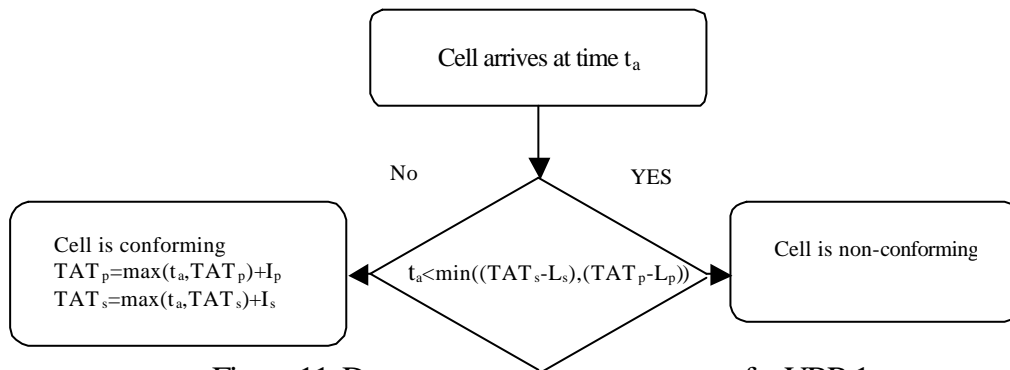 Cell arrives at time tₐ
No
YES
Cell is conforming
TATₚ=max(tₐ,TATₚ)+Iₚ
TATₛ=max(tₐ,TATₛ)+Iₛ
tₐ<min((TATₛ-Lₛ),(TATₚ-Lₚ))
Cell is non-conforming